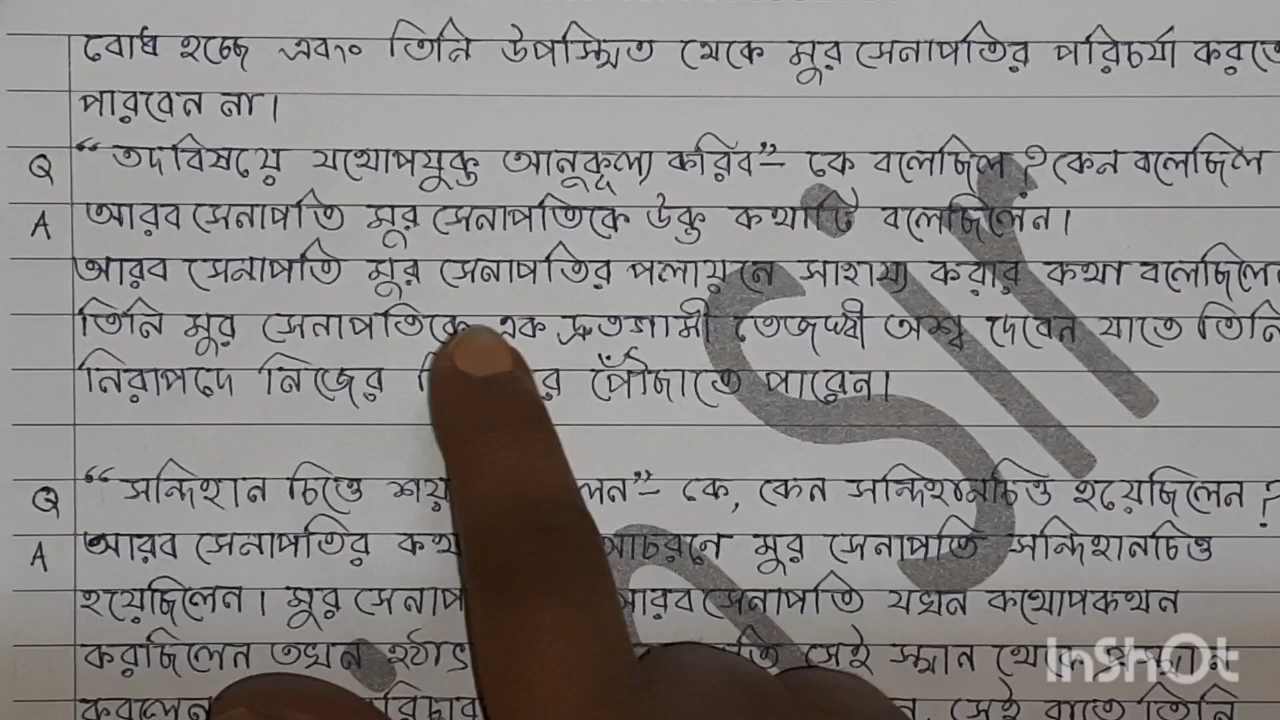 বোধ হচ্ছে এবং তিনি উপস্থিত থেকে মুর সেনাপতির পরিচর্যা করতে
পারবেন না।
Q "তদবিষয়ে যথোপযুক্ত আনুকূল্য করিব"- কে বলেছিল? কেন বলেছিল
A আরব সেনাপতি মুর সেনাপতিকে উক্ত কথাটি বলেছিলেন।
আরব সেনাপতি মুর সেনাপতির পলায়নে সাহায্য করার কথা বলেছিলে
তিনি মুর সেনাপতিকে এক দ্রুতগামী তেজস্বী অশ্ব দেবেন যাতে তিনি
নিরাপদে নিজের পৌঁছাতে পারেন।
Q "সন্দিহান চিত্তে"- কে, কেন সন্দিহানচিত্ত হয়েছিলেন?
A আরব সেনাপতির মুর সেনাপতি সন্দিহানচিত্ত
হয়েছিলেন। মুর সেনাপতি যখন কথোপকথন
করছিলেন তখন হঠাৎ সেই স্থান থেকে
করলেন সেই রাতে তিনি
InShOt